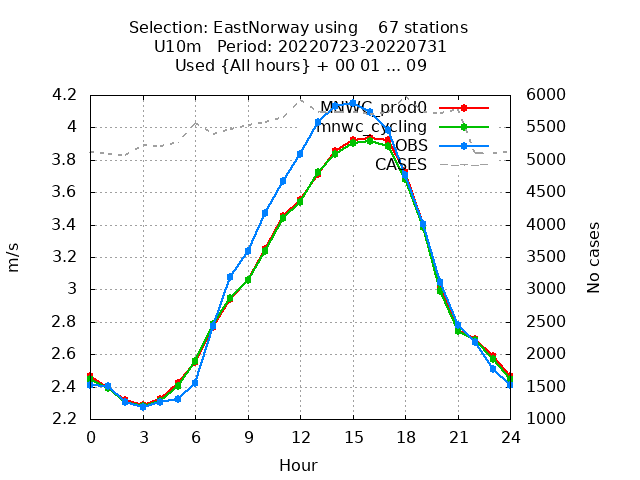 Selection: EastNorway using    67 stations
U10m   Period: 20220723-20220731
Used {All hours} + 00 01 ... 09
MNWC_prod0
mnwc_cycling
OBS
CASES
4.2
4
3.8
3.6
3.4
3.2
3
2.8
2.6
2.4
2.2
6000
5500
5000
4500
4000
3500
3000
2500
2000
1500
1000
m/s
No cases
0 3 6 9 12 15 18 21 24
Hour